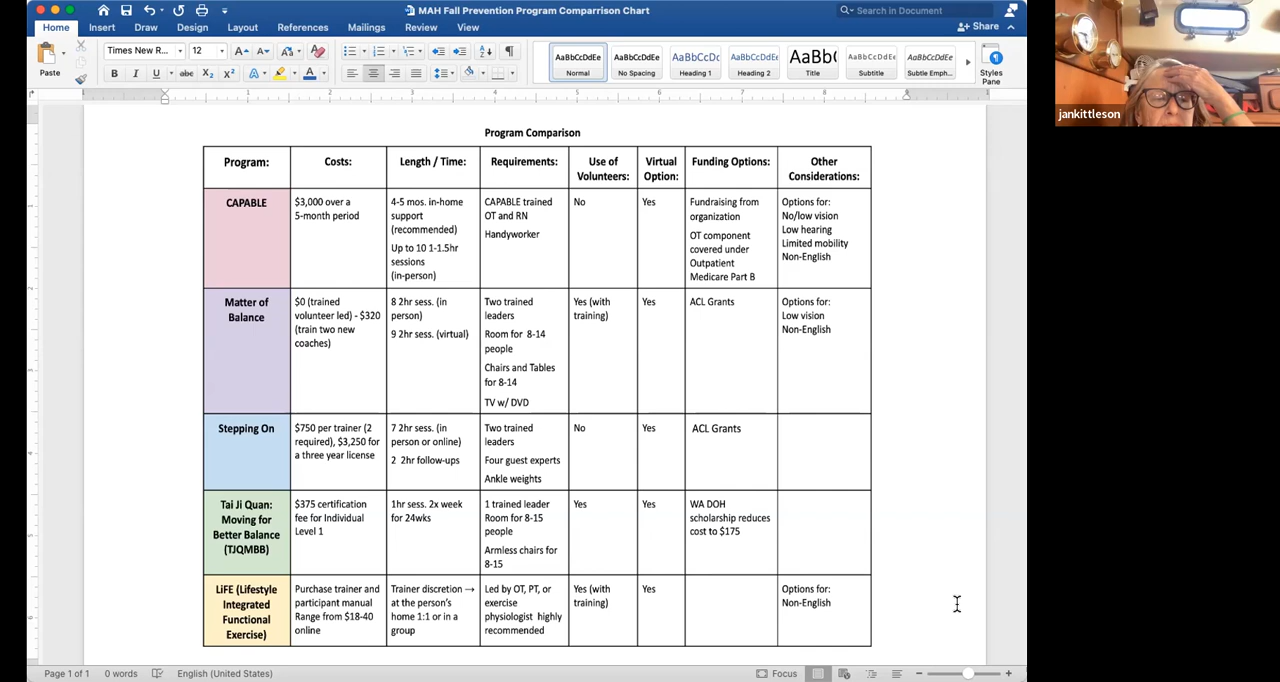 MAH Fall Prevention Program Comparrison Chart
Search in Document
Home
Insert
Draw
Design
Layout
References
Mailings
Review
View
Share
Paste
Times New R...
12
AaBbCcDdEe
Normal
AaBbCcDdEe
No Spacing
AaBbCcDc
Heading 1
AaBbCcDdEe
Heading 2
AaBb(
Title
AaBbCcDdEe
Subtitle
AaBbCcDdEe
Subtle Emph...
Styles
Pane
Program Comparison
Program:
Costs:
Length / Time:
Requirements:
Use of
Volunteers:
Virtual
Option:
Funding Options:
Other
Considerations:
CAPABLE
$3,000 over a
5-month period
4-5 mos. in-home
support
(recommended)
Up to 10 1-1.5hr
sessions
(in-person)
CAPABLE trained
OT and RN
Handyworker
No
Yes
Fundraising from
organization
OT component
covered under
Outpatient
Medicare Part B
Options for:
No/low vision
Low hearing
Limited mobility
Non-English
Matter of
Balance
$0 (trained
volunteer led) - $320
(train two new
coaches)
8 2hr sess. (in
person)
9 2hr sess. (virtual)
Two trained
leaders
Room for 8-14
people
Chairs and Tables
for 8-14
TV w/ DVD
Yes (with
training)
Yes
ACL Grants
Options for:
Low vision
Non-English
Stepping On
$750 per trainer (2
required), $3,250 for
a three year license
7 2hr sess. (in
person or online)
2 2hr follow-ups
Two trained
leaders
Four guest experts
Ankle weights
No
Yes
ACL Grants
Tai Ji Quan:
Moving for
Better Balance
(TJQMBB)
$375 certification
fee for Individual
Level 1
1hr sess. 2x week
for 24wks
1 trained leader
Room for 8-15
people
Armless chairs for
8-15
Yes
Yes
WA DOH
scholarship reduces
cost to $175
LiFE (Lifestyle
Integrated
Functional
Exercise)
Purchase trainer and
participant manual
Range from $18-40
online
Trainer discretion →
at the person's
home 1:1 or in a
group
Led by OT, PT, or
exercise
physiologist highly
recommended
Yes (with
training)
Yes
Options for:
Non-English
Page 1 of 1
0 words
English (United States)
Focus
jankittleson